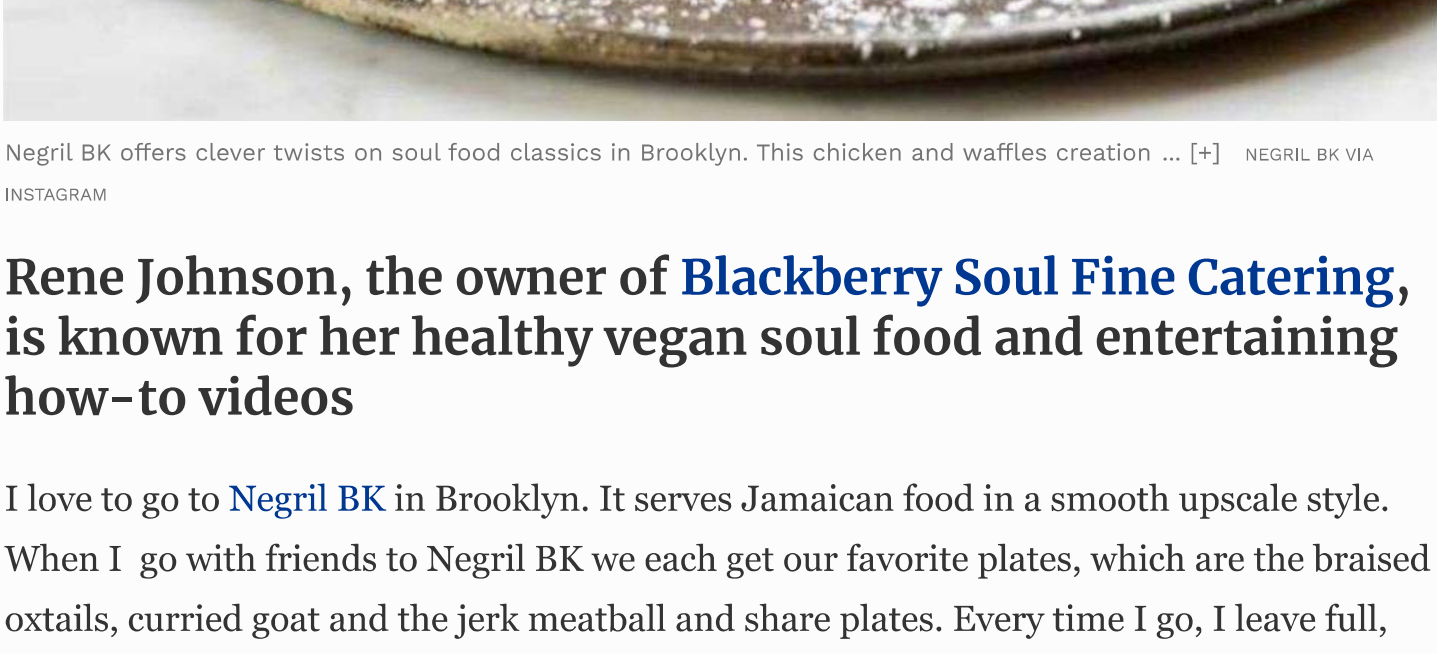 Negril BK offers clever twists on soul food classics in Brooklyn. This chicken and waffles creation ... [+] NEGRIL BK VIA
INSTAGRAM
Rene Johnson, the owner of Blackberry Soul Fine Catering,
is known for her healthy vegan soul food and entertaining
how-to videos
I love to go to Negril BK in Brooklyn. It serves Jamaican food in a smooth upscale style.
When I  go with friends to Negril BK we each get our favorite plates, which are the braised
oxtails, curried goat and the jerk meatball and share plates. Every time I go, I leave full,